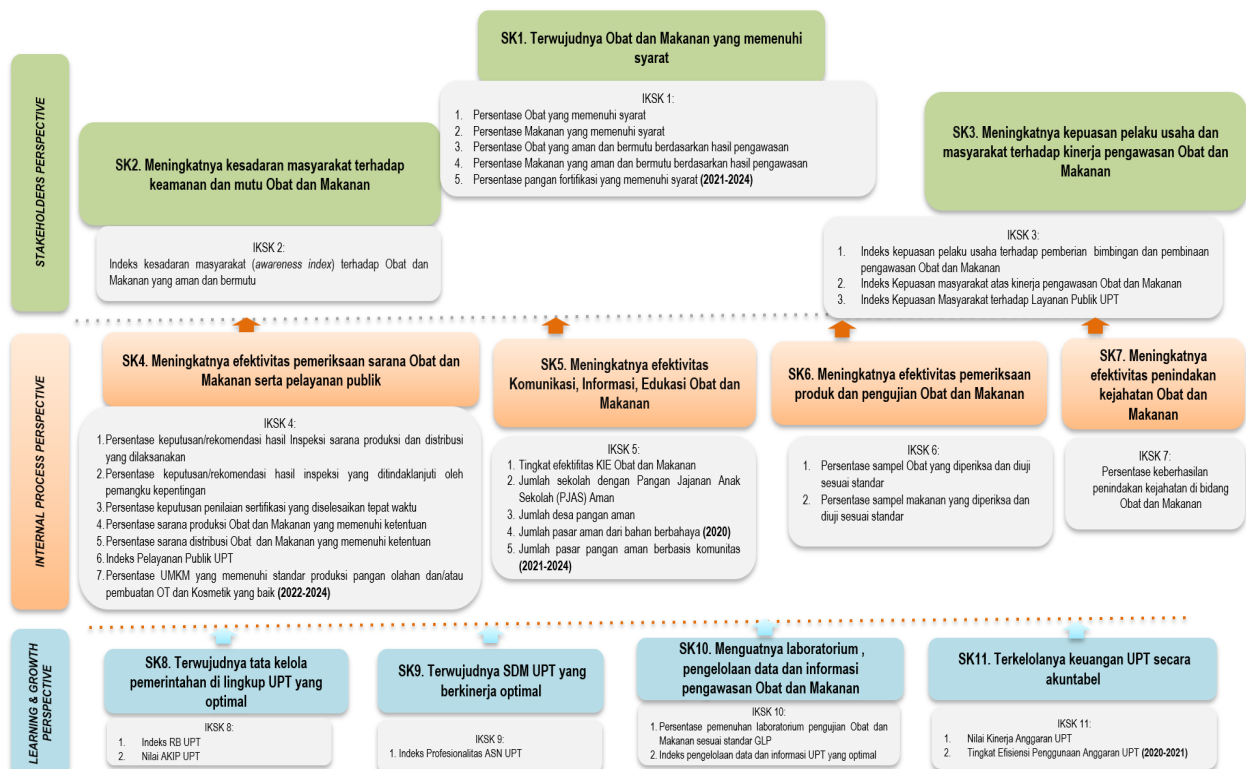 STAKEHOLDERS PERSPECTIVE
SK1. Terwujudnya Obat dan Makanan yang memenuhi
syarat
IKSK 1:
1. Persentase Obat yang memenuhi syarat
2. Persentase Makanan yang memenuhi syarat
3. Persentase Obat yang aman dan bermutu berdasarkan hasil pengawasan
4. Persentase Makanan yang aman dan bermutu berdasarkan hasil pengawasan
5. Persentase pangan fortifikasi yang memenuhi syarat (2021-2024)
SK2. Meningkatnya kesadaran masyarakat terhadap
keamanan dan mutu Obat dan Makanan
IKSK 2:
Indeks kesadaran masyarakat (awareness index) terhadap Obat dan
Makanan yang aman dan bermutu
SK3. Meningkatnya kepuasan pelaku usaha dan
masyarakat terhadap kinerja pengawasan Obat dan
Makanan
IKSK 3:
1. Indeks kepuasan pelaku usaha terhadap pemberian bimbingan dan pembinaan
pengawasan Obat dan Makanan
2. Indeks Kepuasan masyarakat atas kinerja pengawasan Obat dan Makanan
3. Indeks Kepuasan Masyarakat terhadap Layanan Publik UPT
INTERNAL PROCESS PERSPECTIVE
SK4. Meningkatnya efektivitas pemeriksaan sarana Obat dan
Makanan serta pelayanan publik
IKSK 4:
1. Persentase keputusan/rekomendasi hasil Inspeksi sarana produksi dan distribusi
yang dilaksanakan
2. Persentase keputusan/rekomendasi hasil inspeksi yang ditindaklanjuti oleh
pemangku kepentingan
3. Persentase keputusan penilaian sertifikasi yang diselesaikan tepat waktu
4. Persentase sarana produksi Obat dan Makanan yang memenuhi ketentuan
5. Persentase sarana distribusi Obat dan Makanan yang memenuhi ketentuan
6. Indeks Pelayanan Publik UPT
7. Persentase UMKM yang memenuhi standar produksi pangan olahan dan/atau
pembuatan OT dan Kosmetik yang baik (2022-2024)
SK5. Meningkatnya efektivitas
Komunikasi, Informasi, Edukasi Obat dan
Makanan
IKSK 5:
1. Tingkat efektifitas KIE Obat dan Makanan
2. Jumlah sekolah dengan Pangan Jajanan Anak
Sekolah (PJAS) Aman
3. Jumlah desa pangan aman
4. Jumlah pasar aman dari bahan berbahaya (2020)
5. Jumlah pasar pangan aman berbasis komunitas
(2021-2024)
SK6. Meningkatnya efektivitas pemeriksaan
produk dan pengujian Obat dan Makanan
IKSK 6:
1. Persentase sampel Obat yang diperiksa dan diuji
sesuai standar
2. Persentase sampel makanan yang diperiksa dan
diuji sesuai standar
SK7. Meningkatnya
efektivitas penindakan
kejahatan Obat dan
Makanan
IKSK 7:
Persentase keberhasilan
penindakan kejahatan di bidang
Obat dan Makanan
LEARNING & GROWTH
PERSPECTIVE
SK8. Terwujudnya tata kelola
pemerintahan di lingkup UPT yang
optimal
IKSK 8:
1. Indeks RB UPT
2. Nilai AKIP UPT
SK9. Terwujudnya SDM UPT yang
berkinerja optimal
IKSK 9:
1. Indeks Profesionalitas ASN UPT
SK10. Menguatnya laboratorium ,
pengelolaan data dan informasi
pengawasan Obat dan Makanan
IKSK 10:
1. Persentase pemenuhan laboratorium pengujian Obat dan
Makanan sesuai standar GLP
2. Indeks pengelolaan data dan informasi UPT yang optimal
SK11. Terkelolanya keuangan UPT secara
akuntabel
IKSK 11:
1. Nilai Kinerja Anggaran UPT
2. Tingkat Efisiensi Penggunaan Anggaran UPT (2020-2021)